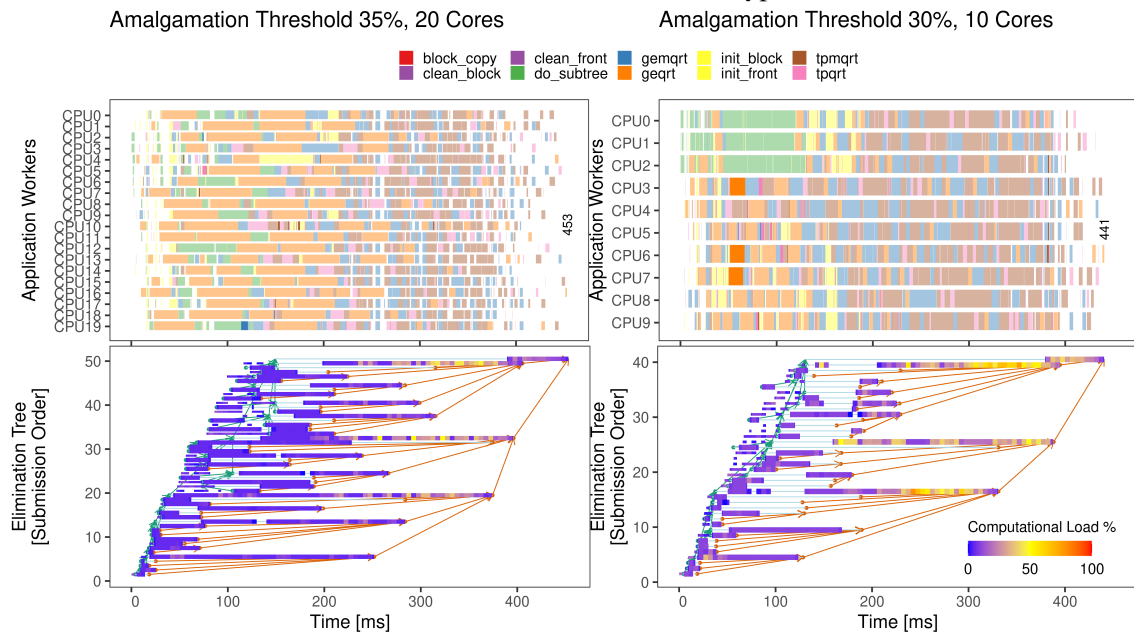 Amalgamation Threshold 35%, 20 Cores
Amalgamation Threshold 30%, 10 Cores
block_copy clean_front gemqrt init_block tpmqrt
clean_block do_subtree geqrt init_front tpqrt
Application Workers
CPU0
CPU1
CPU2
CPU3
CPU4
CPU5
CPU6
CPU7
CPU8
CPU9
CPU10
CPU11
CPU12
CPU13
CPU14
CPU15
CPU16
CPU17
CPU18
CPU19
453
Application Workers
CPU0
CPU1
CPU2
CPU3
CPU4
CPU5
CPU6
CPU7
CPU8
CPU9
441
Elimination Tree
[Submission Order]
50
40
30
20
10
0
0 100 200 300 400
Time [ms]
Elimination Tree
[Submission Order]
40
30
20
10
0
Computational Load %
0 50 100
0 100 200 300 400
Time [ms]